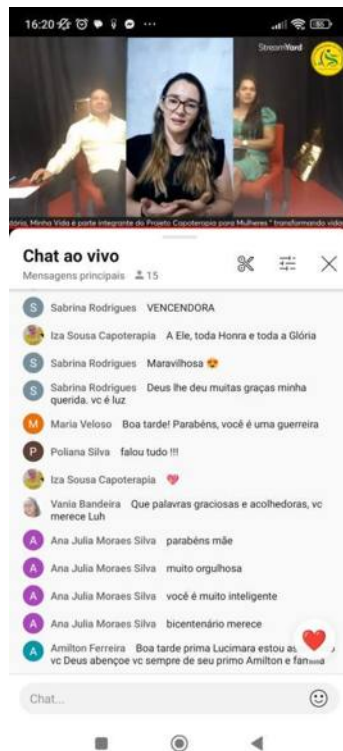 16:20
80
StreamYard
tória, Minha Vida é parte integrante do Projeto Capoterapia para Mulheres " transformando vida
Chat ao vivo
Mensagens principais 15
S Sabrina Rodrigues VENCENDORA
Iza Sousa Capoterapia A Ele, toda Honra e toda a Glória
S Sabrina Rodrigues Maravilhosa
S Sabrina Rodrigues Deus lhe deu muitas graças minha
querida. vc é luz
M Maria Veloso Boa tarde! Parabéns, você é uma guerreira
P Poliana Silva falou tudo !!!
Iza Sousa Capoterapia
Vania Bandeira Que palavras graciosas e acolhedoras, vc
merece Luh
A Ana Julia Moraes Silva parabéns mãe
A Ana Julia Moraes Silva muito orgulhosa
A Ana Julia Moraes Silva você é muito inteligente
A Ana Julia Moraes Silva bicentenário merece
A Amilton Ferreira Boa tarde prima Lucimara estou
vc Deus abençoe vc sempre de seu primo Amilton e
Chat...